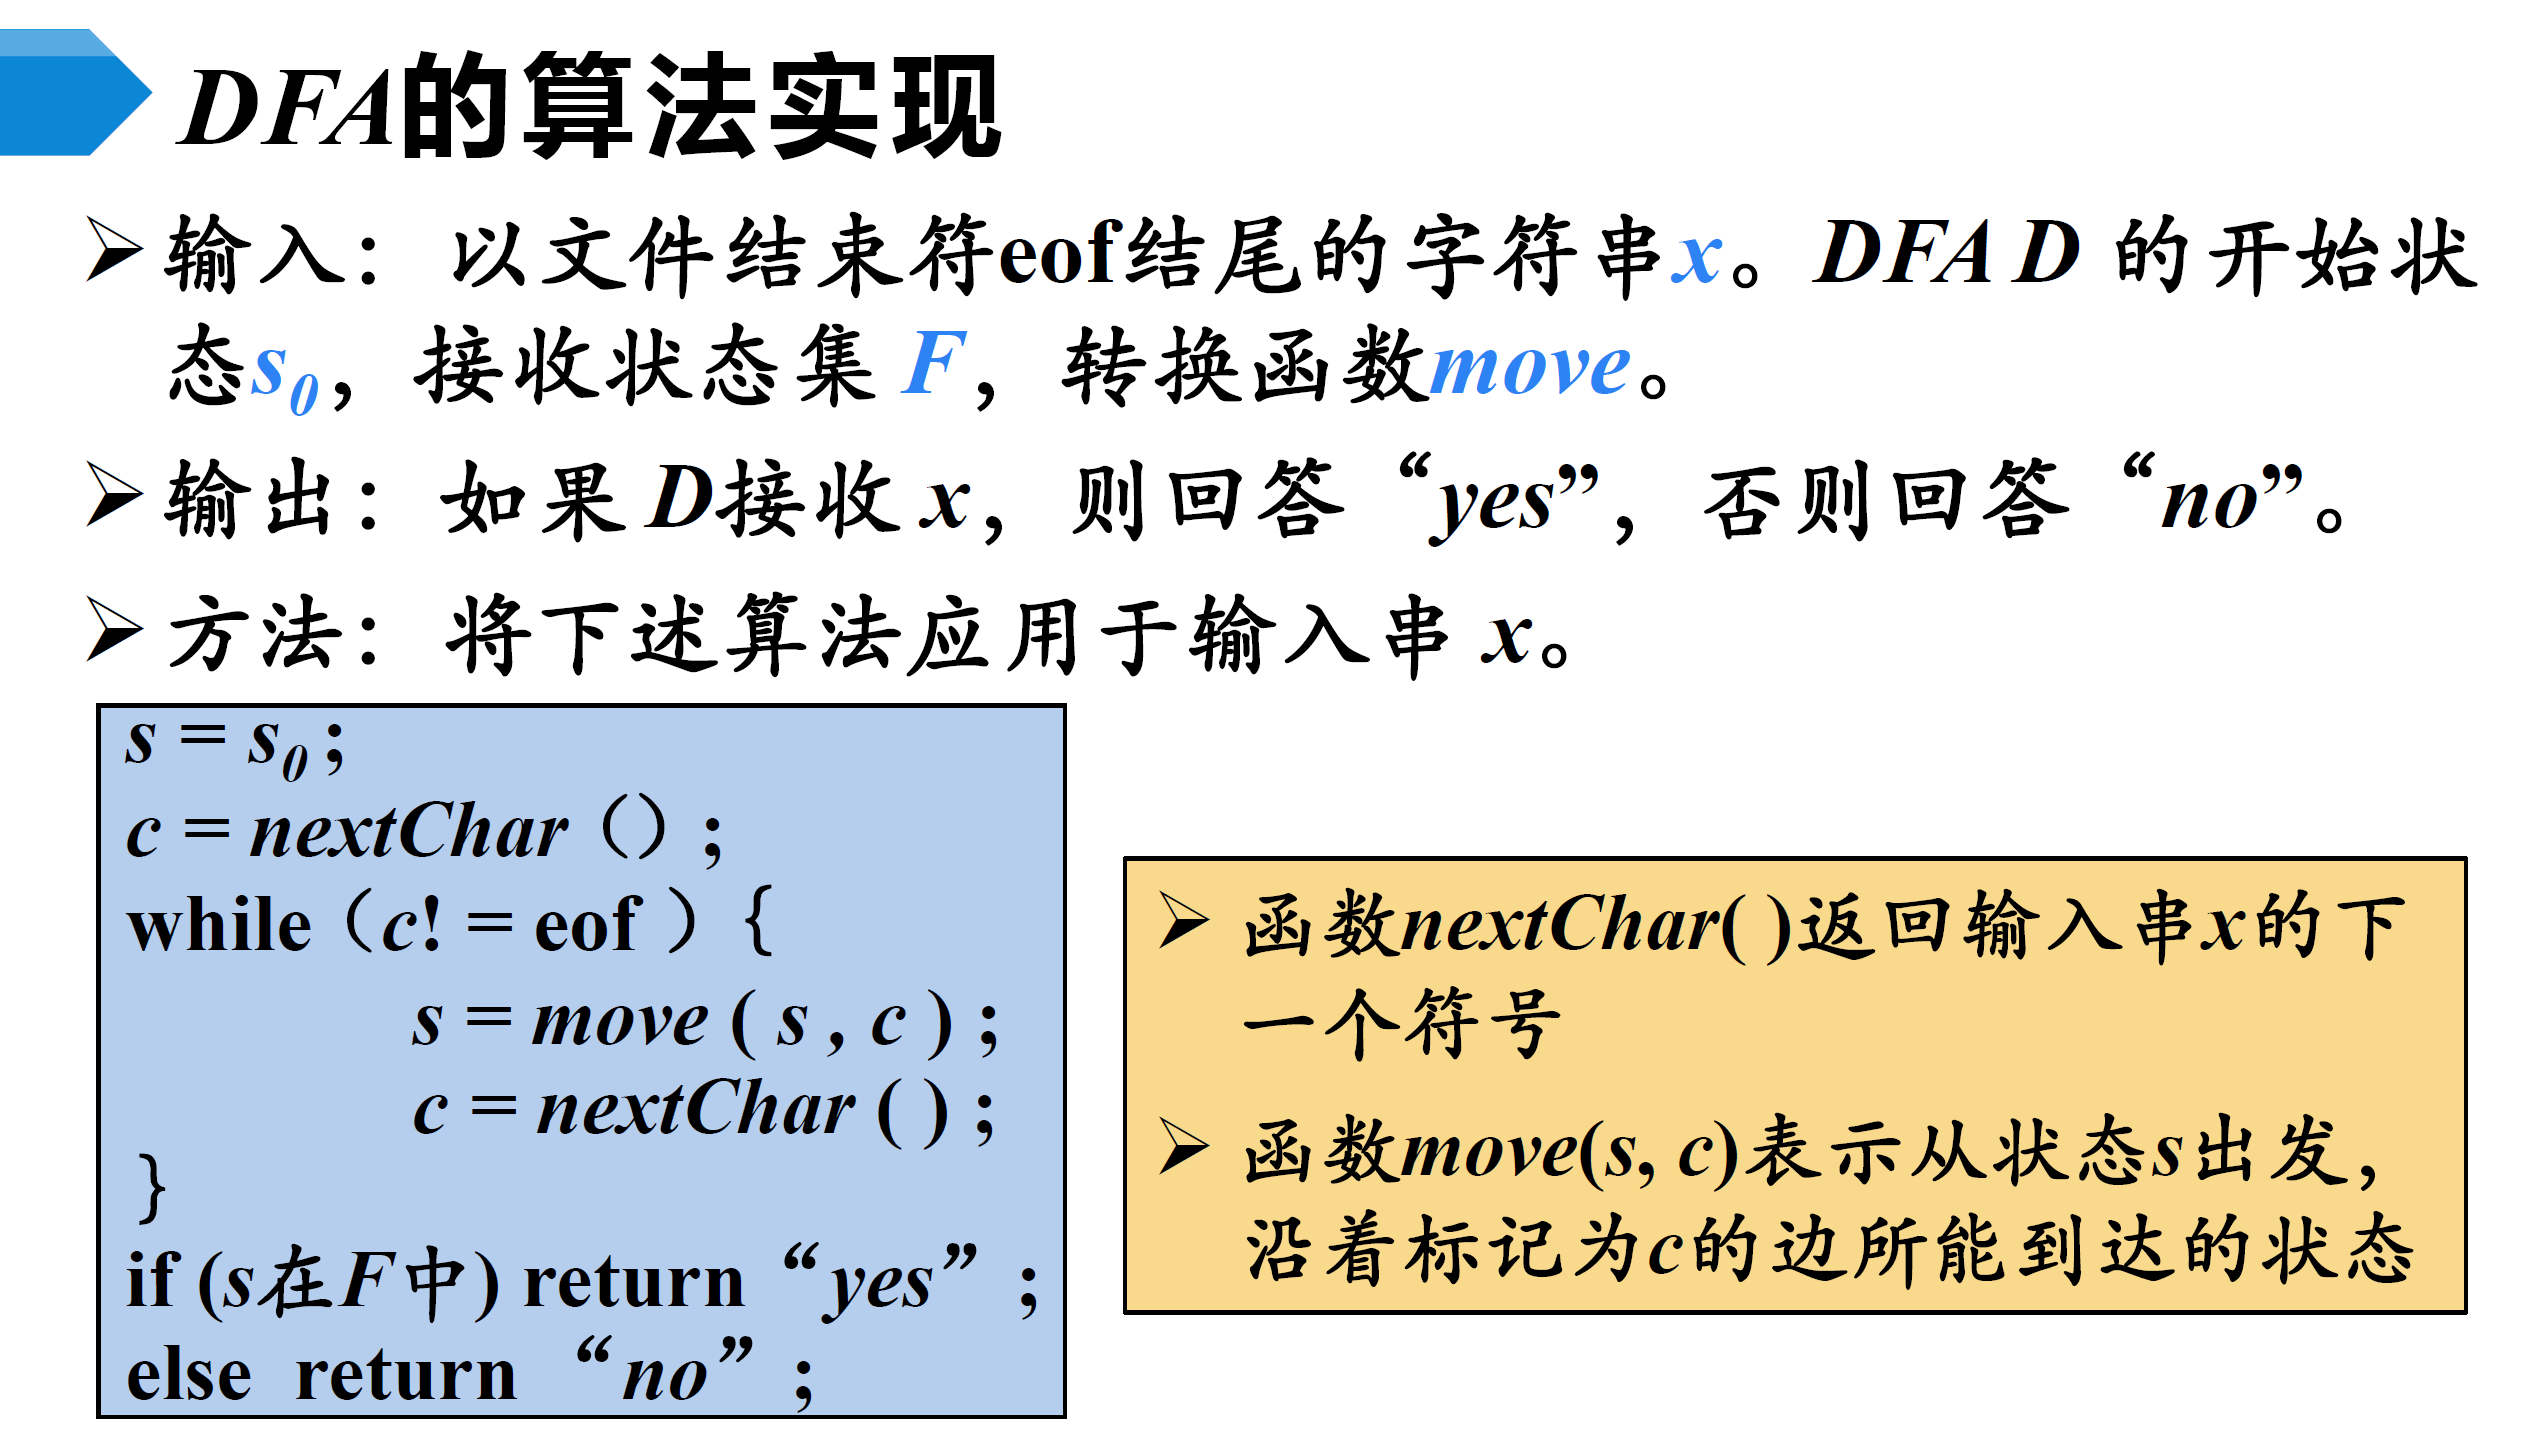 DFA的算法实现
➢输入：以文件结束符eof结尾的字符串x。DFA D 的开始状
态s0，接收状态集 F，转换函数move。
➢输出：如果 D接收 x，则回答“yes”，否则回答“no”。
➢方法：将下述算法应用于输入串 x。
s = s0 ;
c = nextChar（）;
while（c! = eof ）{
s = move ( s , c ) ;
c = nextChar ( ) ;
}
if (s在F中) return“yes”;
else return “no”;
➢ 函数nextChar( )返回输入串x的下
一个符号
➢ 函数move(s, c)表示从状态s出发，
沿着标记为c的边所能到达的状态